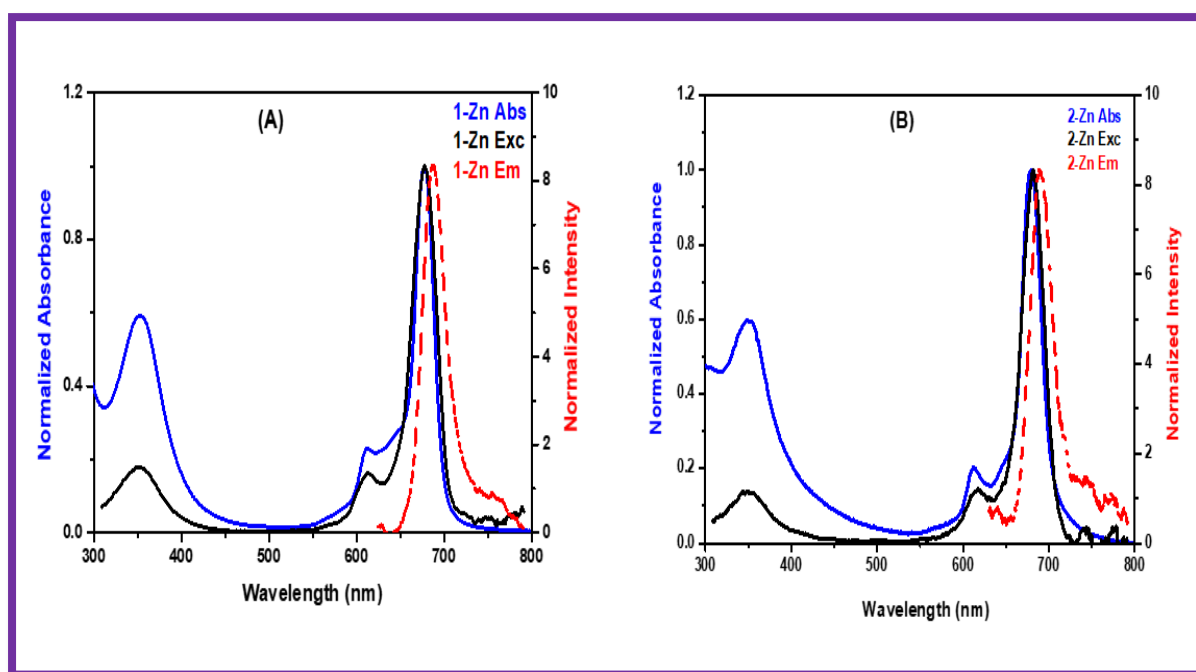 (A)
1-Zn Abs
1-Zn Exc
1-Zn Em
Normalized Absorbance
1.2
0.8
0.4
0.0
10
8
6
4
2
0
Normalized Intensity
300 400 500 600 700 800
Wavelength (nm)
(B)
2-Zn Abs
2-Zn Exc
2-Zn Em
Normalized Absorbance
1.2
1.0
0.8
0.6
0.4
0.2
0.0
10
8
6
4
2
0
Normalized Intensity
300 400 500 600 700 800
Wavelength (nm)